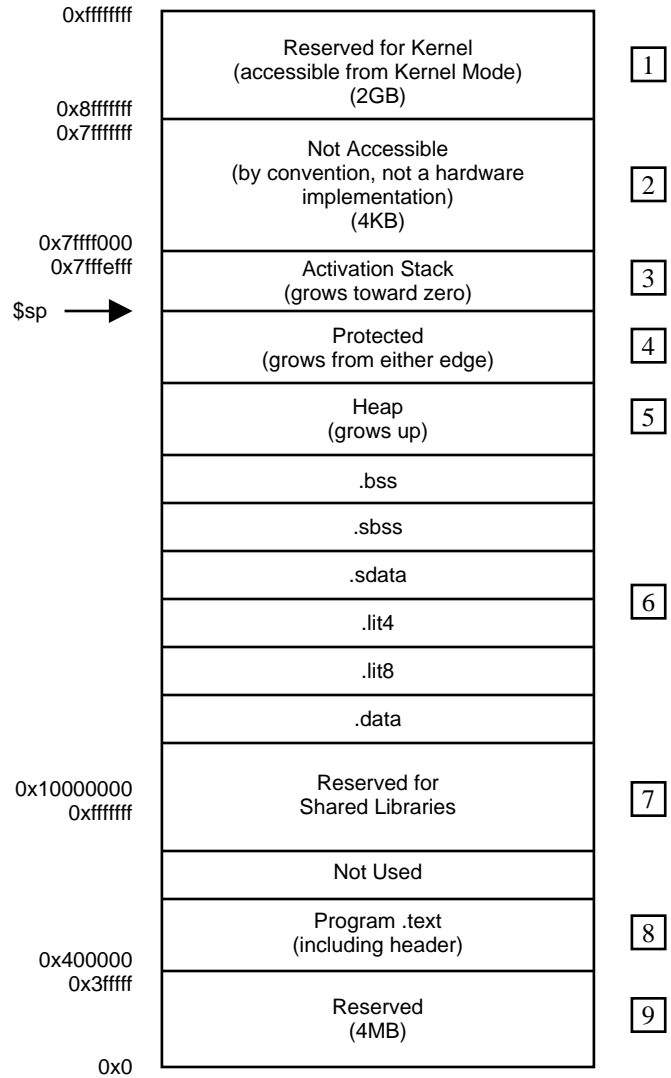 0xffffffff
Reserved for Kernel
(accessible from Kernel Mode)
(2GB)
1
0x8fffffff
0x7fffffff
Not Accessible
(by convention, not a hardware
implementation)
(4KB)
2
0x7ffff000
0x7fffefff
Activation Stack
(grows toward zero)
3
$sp
Protected
(grows from either edge)
4
Heap
(grows up)
5
.bss
.sbss
.sdata
6
.lit4
.lit8
.data
0x10000000
0xfffffff
Reserved for
Shared Libraries
7
Not Used
Program .text
(including header)
8
0x400000
0x3fffff
Reserved
(4MB)
9
0x0